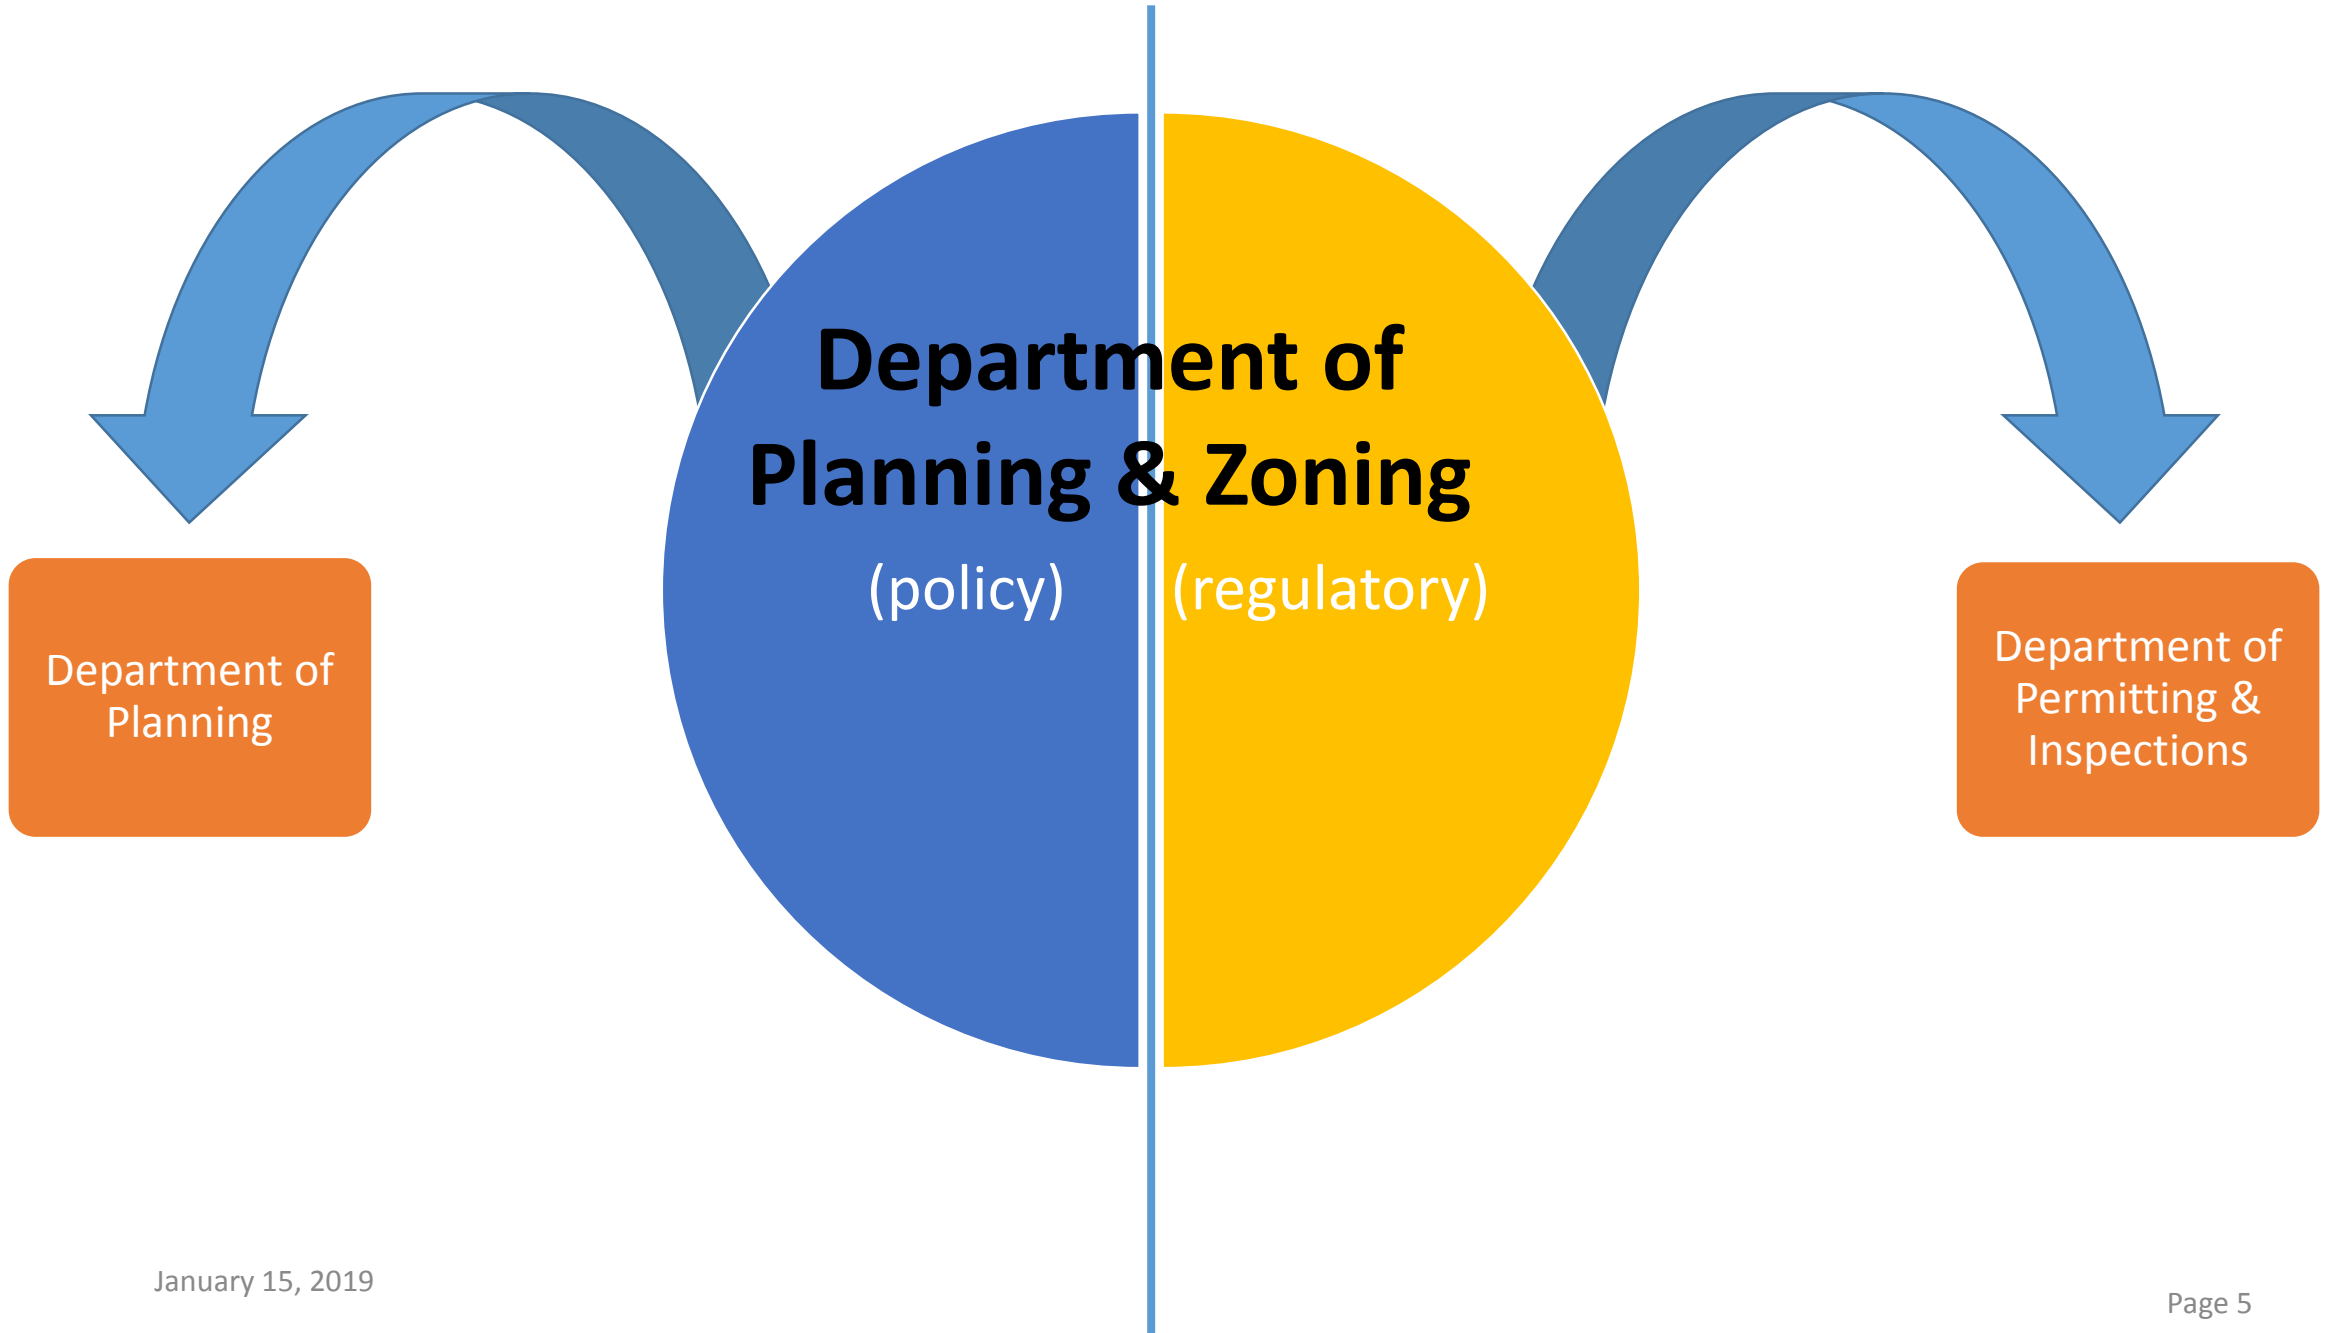 Department of
Planning & Zoning
(policy)
(regulatory)
Department of
Planning
Department of
Permitting &
Inspections
January 15, 2019
Page 5